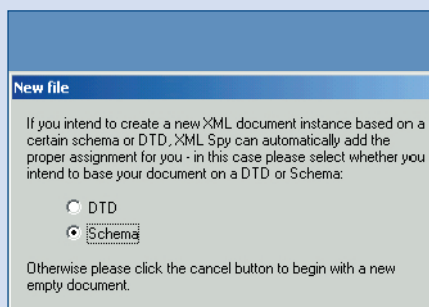 New file
If you intend to create a new XML document instance based on a
certain schema or DTD, XML Spy can automatically add the
proper assignment for you - in this case please select whether you
intend to base your document on a DTD or Schema:
DTD
Schema
Otherwise please click the cancel button to begin with a new
empty document.